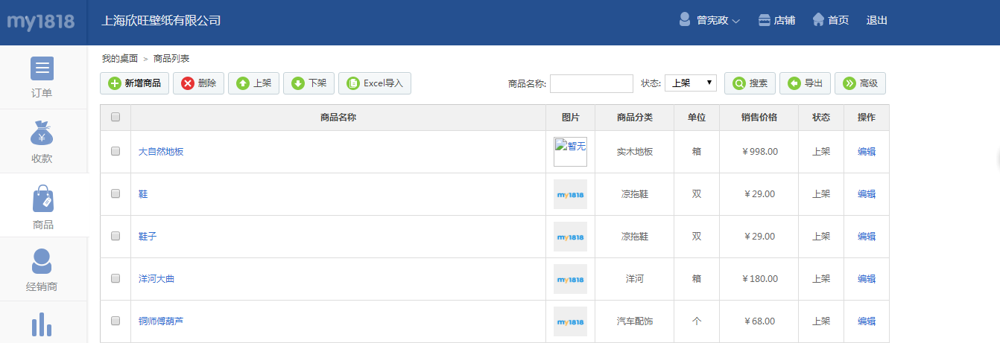 my1818 上海欣旺壁纸有限公司 曾宪政 店铺 首页 退出
我的桌面 > 商品列表
新增商品 删除 上架 下架 Excel导入 商品名称: 状态: 上架 搜索 导出 高级
商品名称 图片 商品分类 单位 销售价格 状态 操作
大自然地板 暂无 实木地板 箱 ￥998.00 上架 编辑
鞋 my1818 凉拖鞋 双 ￥29.00 上架 编辑
鞋子 my1818 凉拖鞋 双 ￥29.00 上架 编辑
洋河大曲 my1818 洋河 箱 ￥180.00 上架 编辑
铜师傅葫芦 my1818 汽车配饰 个 ￥68.00 上架 编辑
订单
¥
收款
商品
经销商